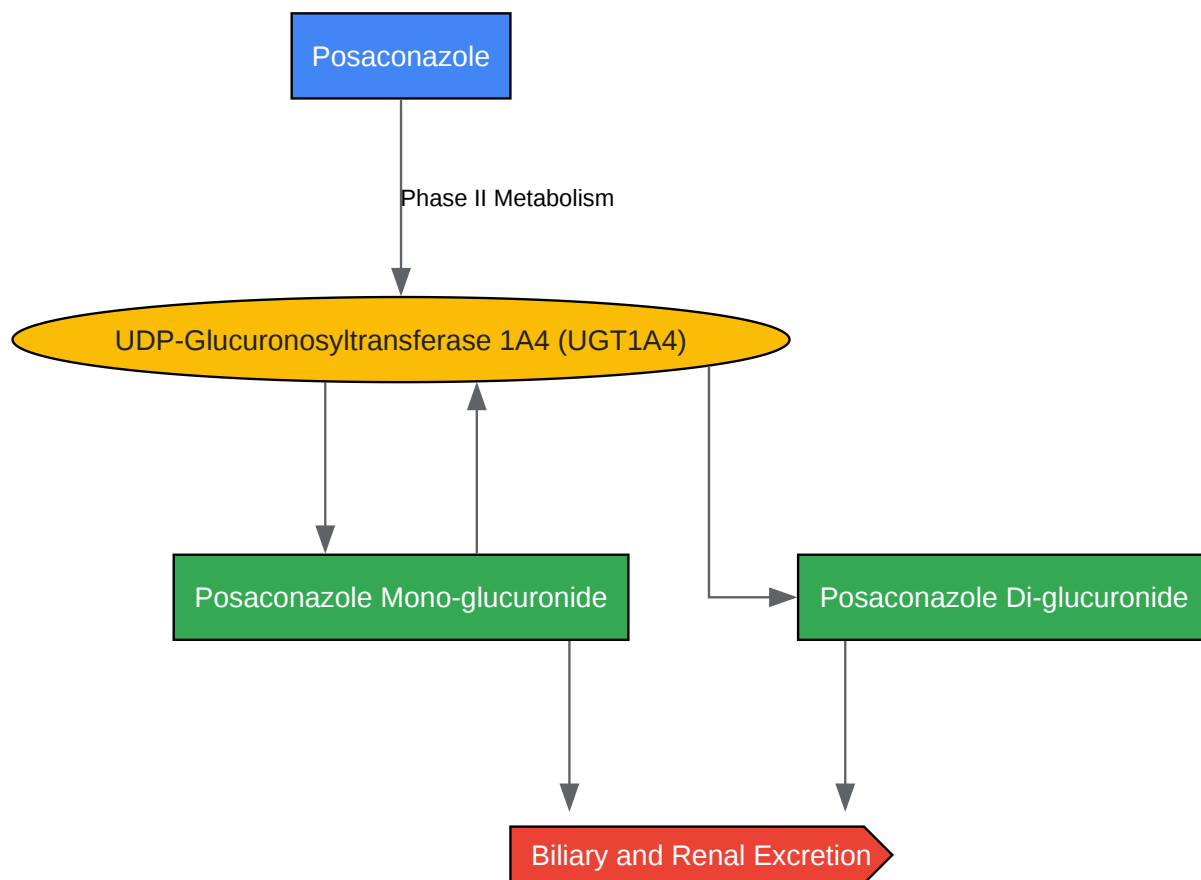 Posaconazole
Phase II Metabolism
UDP-Glucuronosyltransferase 1A4 (UGT1A4)
Posaconazole Mono-glucuronide
Posaconazole Di-glucuronide
Biliary and Renal Excretion